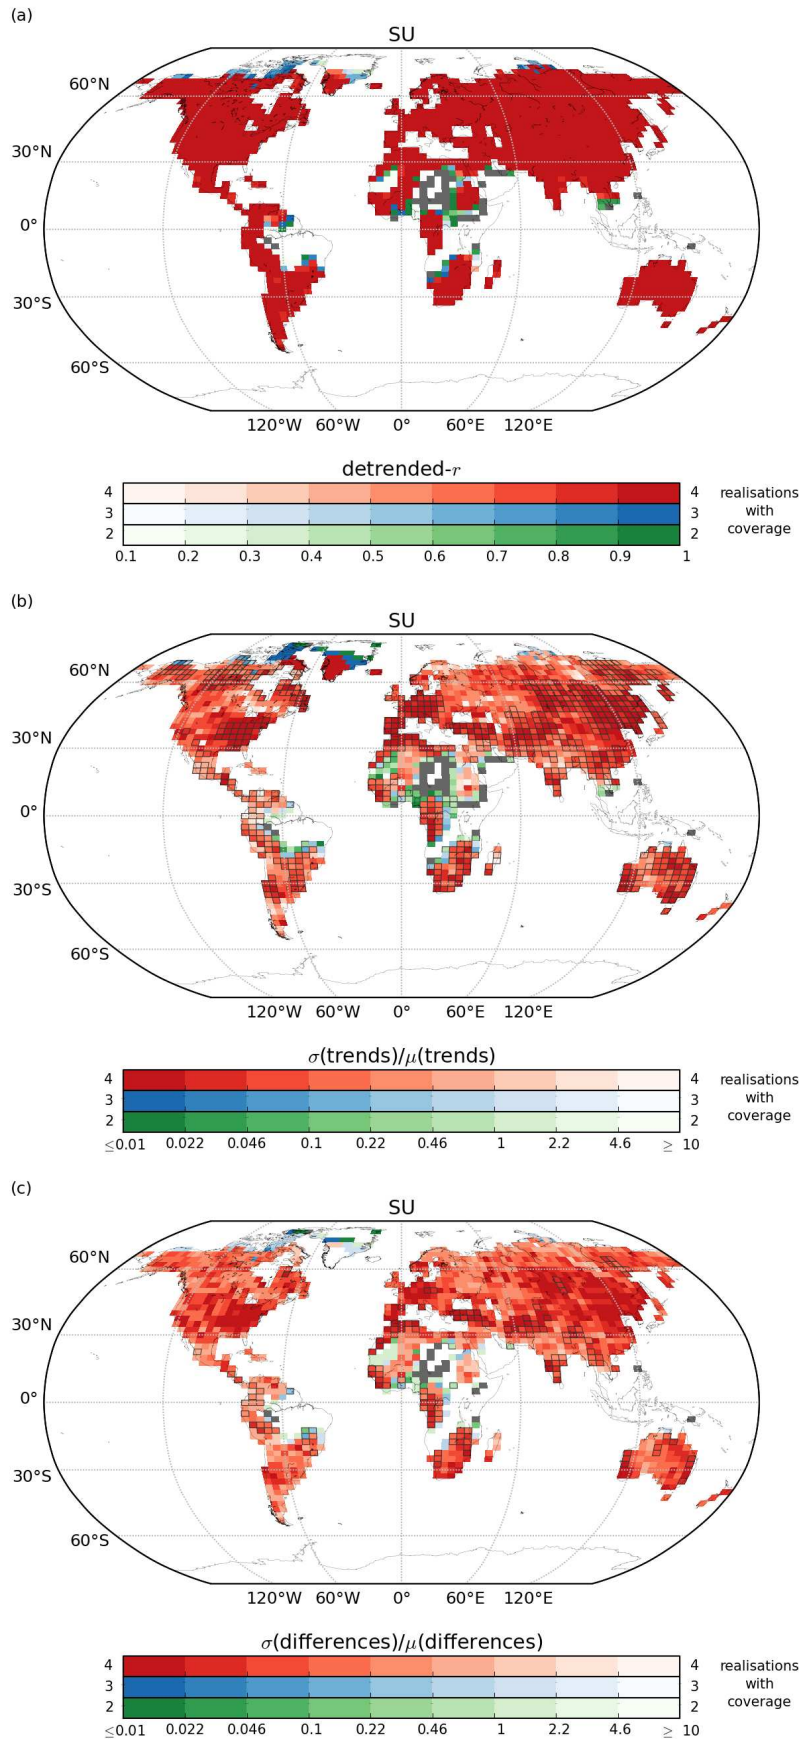 (a)
SU
60°N
30°N
0°
30°S
60°S
120°W 60°W 0° 60°E 120°E
detrended-r
4 4 realisations
3 3 with
2 2 coverage
0.1 0.2 0.3 0.4 0.5 0.6 0.7 0.8 0.9 1
(b)
SU
60°N
30°N
0°
30°S
60°S
120°W 60°W 0° 60°E 120°E
σ(trends)/μ(trends)
4 4 realisations
3 3 with
2 2 coverage
≤0.01 0.022 0.046 0.1 0.22 0.46 1 2.2 4.6 ≥ 10
(c)
SU
60°N
30°N
0°
30°S
60°S
120°W 60°W 0° 60°E 120°E
σ(differences)/μ(differences)
4 4 realisations
3 3 with
2 2 coverage
≤0.01 0.022 0.046 0.1 0.22 0.46 1 2.2 4.6 ≥ 10